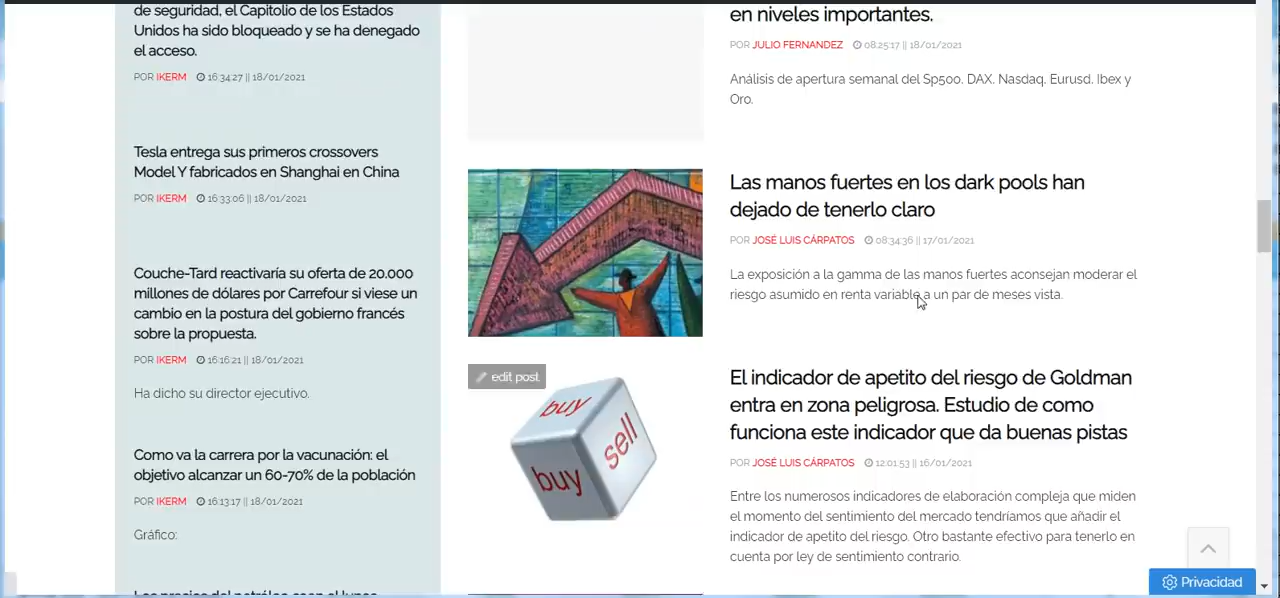 de seguridad, el Capitolio de los Estados
Unidos ha sido bloqueado y se ha denegado
el acceso.
POR IKERM 16:34:27 || 18/01/2021
Tesla entrega sus primeros crossovers
Model Y fabricados en Shanghai en China
POR IKERM 16:33:06 || 18/01/2021
Couche-Tard reactivaría su oferta de 20.000
millones de dólares por Carrefour si viese un
cambio en la postura del gobierno francés
sobre la propuesta.
POR IKERM 16:16:21 || 18/01/2021
Ha dicho su director ejecutivo.
Como va la carrera por la vacunación: el
objetivo alcanzar un 60-70% de la población
POR IKERM 16:13:17 || 18/01/2021
Gráfico:
en niveles importantes.
POR JULIO FERNANDEZ 08:25:17 || 18/01/2021
Análisis de apertura semanal del Sp500, DAX, Nasdaq, Eurusd, Ibex y
Oro.
Las manos fuertes en los dark pools han
dejado de tenerlo claro
POR JOSÉ LUIS CÁRPATOS 08:34:36 || 17/01/2021
La exposición a la gamma de las manos fuertes aconsejan moderar el
riesgo asumido en renta variable a un par de meses vista.
edit post
buy
sell
buy
El indicador de apetito del riesgo de Goldman
entra en zona peligrosa. Estudio de como
funciona este indicador que da buenas pistas
POR JOSÉ LUIS CÁRPATOS 12:01:53 || 16/01/2021
Entre los numerosos indicadores de elaboración compleja que miden
el momento del sentimiento del mercado tendríamos que añadir el
indicador de apetito del riesgo. Otro bastante efectivo para tenerlo en
cuenta por ley de sentimiento contrario.
Privacidad